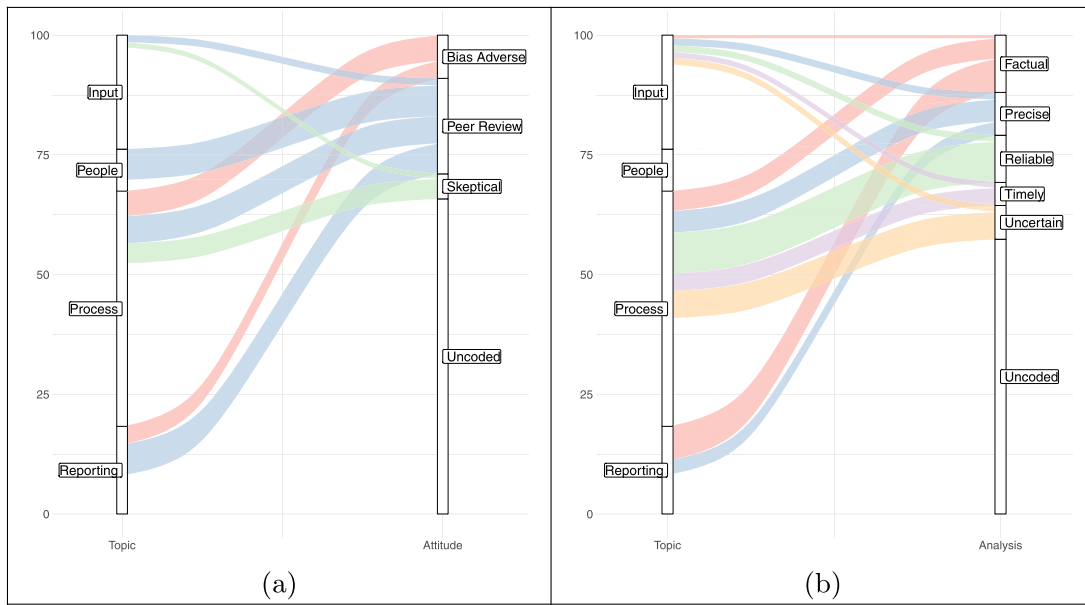 100
75
50
25
0
Input
People
Process
Reporting
Bias Adverse
Peer Review
Skeptical
Uncoded
Topic
Attitude
(a)
100
75
50
25
0
Input
People
Process
Reporting
Factual
Precise
Reliable
Timely
Uncertain
Uncoded
Topic
Analysis
(b)